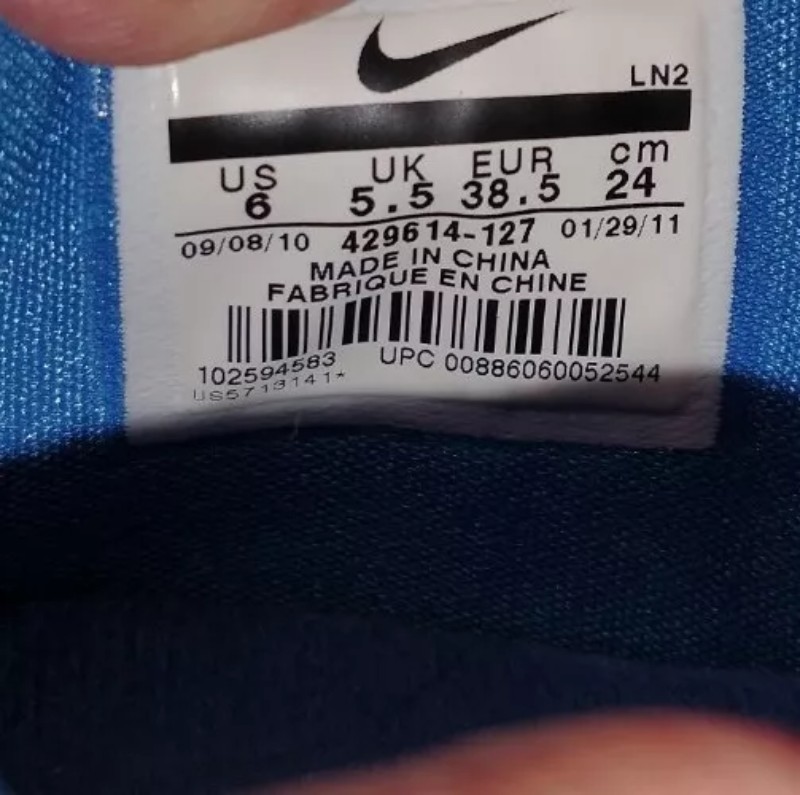 LN2
US UK EUR cm
6 5.5 38.5 24
09/08/10 429614-127 01/29/11
MADE IN CHINA
FABRIQUE EN CHINE
102594583 UPC 00886060052544
US5713141*